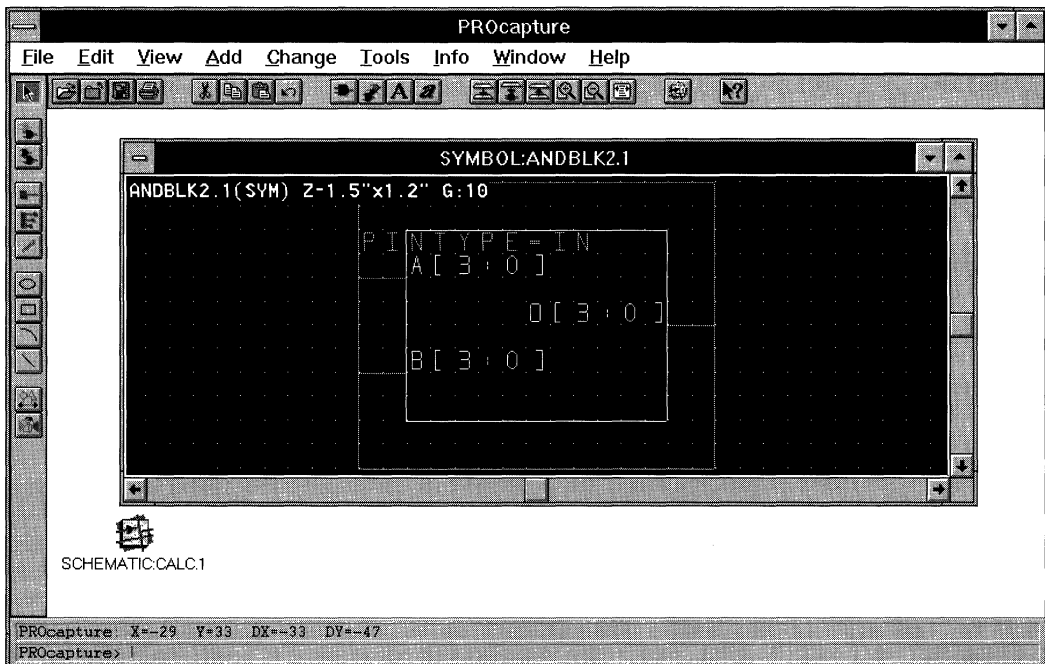 PROcapture
File Edit View Add Change Tools Info Window Help
SYMBOL:ANDBLK2.1
ANDBLK2.1(SYM) Z-1.5"x1.2" G:10
PINTYPE=IN
A[3:0]
O[3:0]
B[3:0]
SCHEMATIC:CALC.1
PROcapture: X=-29 Y=33 DX=-33 DY=-47
PROcapture>